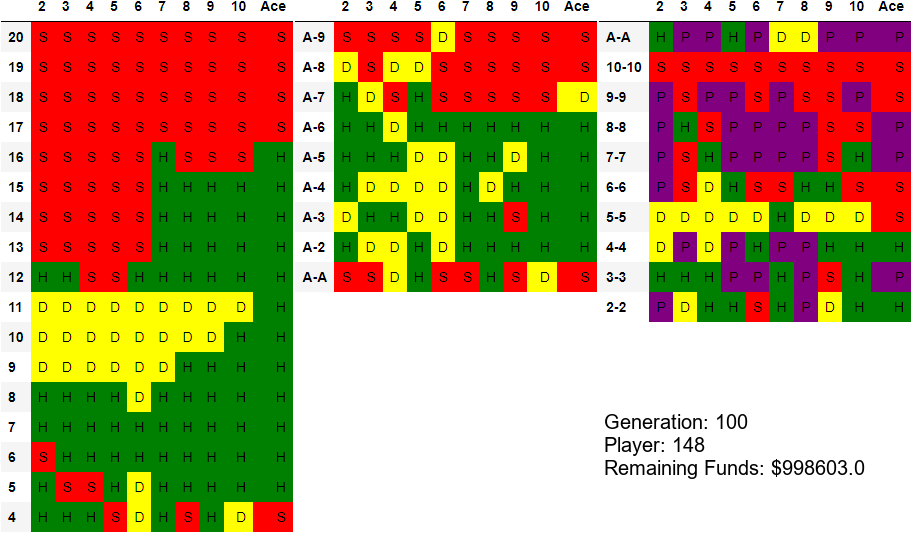 2 3 4 5 6 7 8 9 10 Ace
20 S S S S S S S S S S
19 S S S S S S S S S S
18 S S S S S S S S S S
17 S S S S S S S S S S
16 S S S S S H S S S H
15 S S S S S H H H H H
14 S S S S S H H H H H
13 S S S S S H H H H H
12 H H S S H H H H H H
11 D D D D D D D D D H
10 D D D D D D D D H H
9 D D D D D D H H H H
8 H H H H D H H H H H
7 H H H H H H H H H H
6 S H H H H H H H H H
5 H S S H D H H H H H
4 H H H S D H S H D S
2 3 4 5 6 7 8 9 10 Ace
A-9 S S S S D S S S S S
A-8 D S D D S S S S S S
A-7 H D S H S S S S S D
A-6 H H D H H H H H H H
A-5 H H H D D H H D H H
A-4 H D D D D H D H H H
A-3 D H H D D H H S H H
A-2 H D D H D H H H H H
A-A S S D H S S H S D S
2 3 4 5 6 7 8 9 10 Ace
A-A H P P H P D D P P P
10-10 S S S S S S S S S S
9-9 P S P P S P S S P S
8-8 P H S P P P P S S P
7-7 P S H P P P P S H P
6-6 P S D H S S H H S S
5-5 D D D D D H D D D S
4-4 D P D P H P P H H H
3-3 H H H P P H P S H P
2-2 P D H H S H P D H H
Generation: 100
Player: 148
Remaining Funds: $998603.0